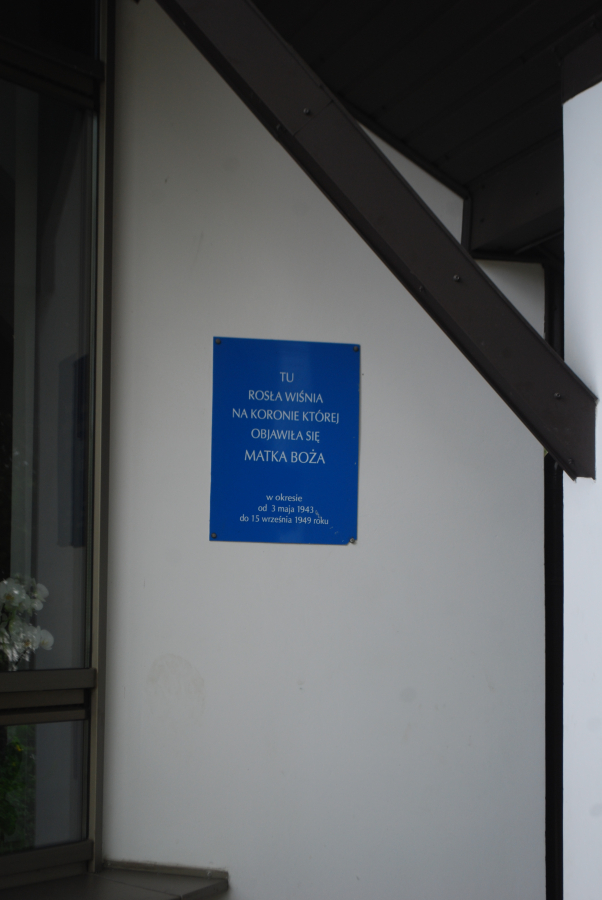 TU
ROSŁA WIŚNIA
NA KORONIE KTÓREJ
OBJAWIŁA SIĘ
MATKA BOŻA
w okresie
od 3 maja 1943
do 15 września 1949 roku